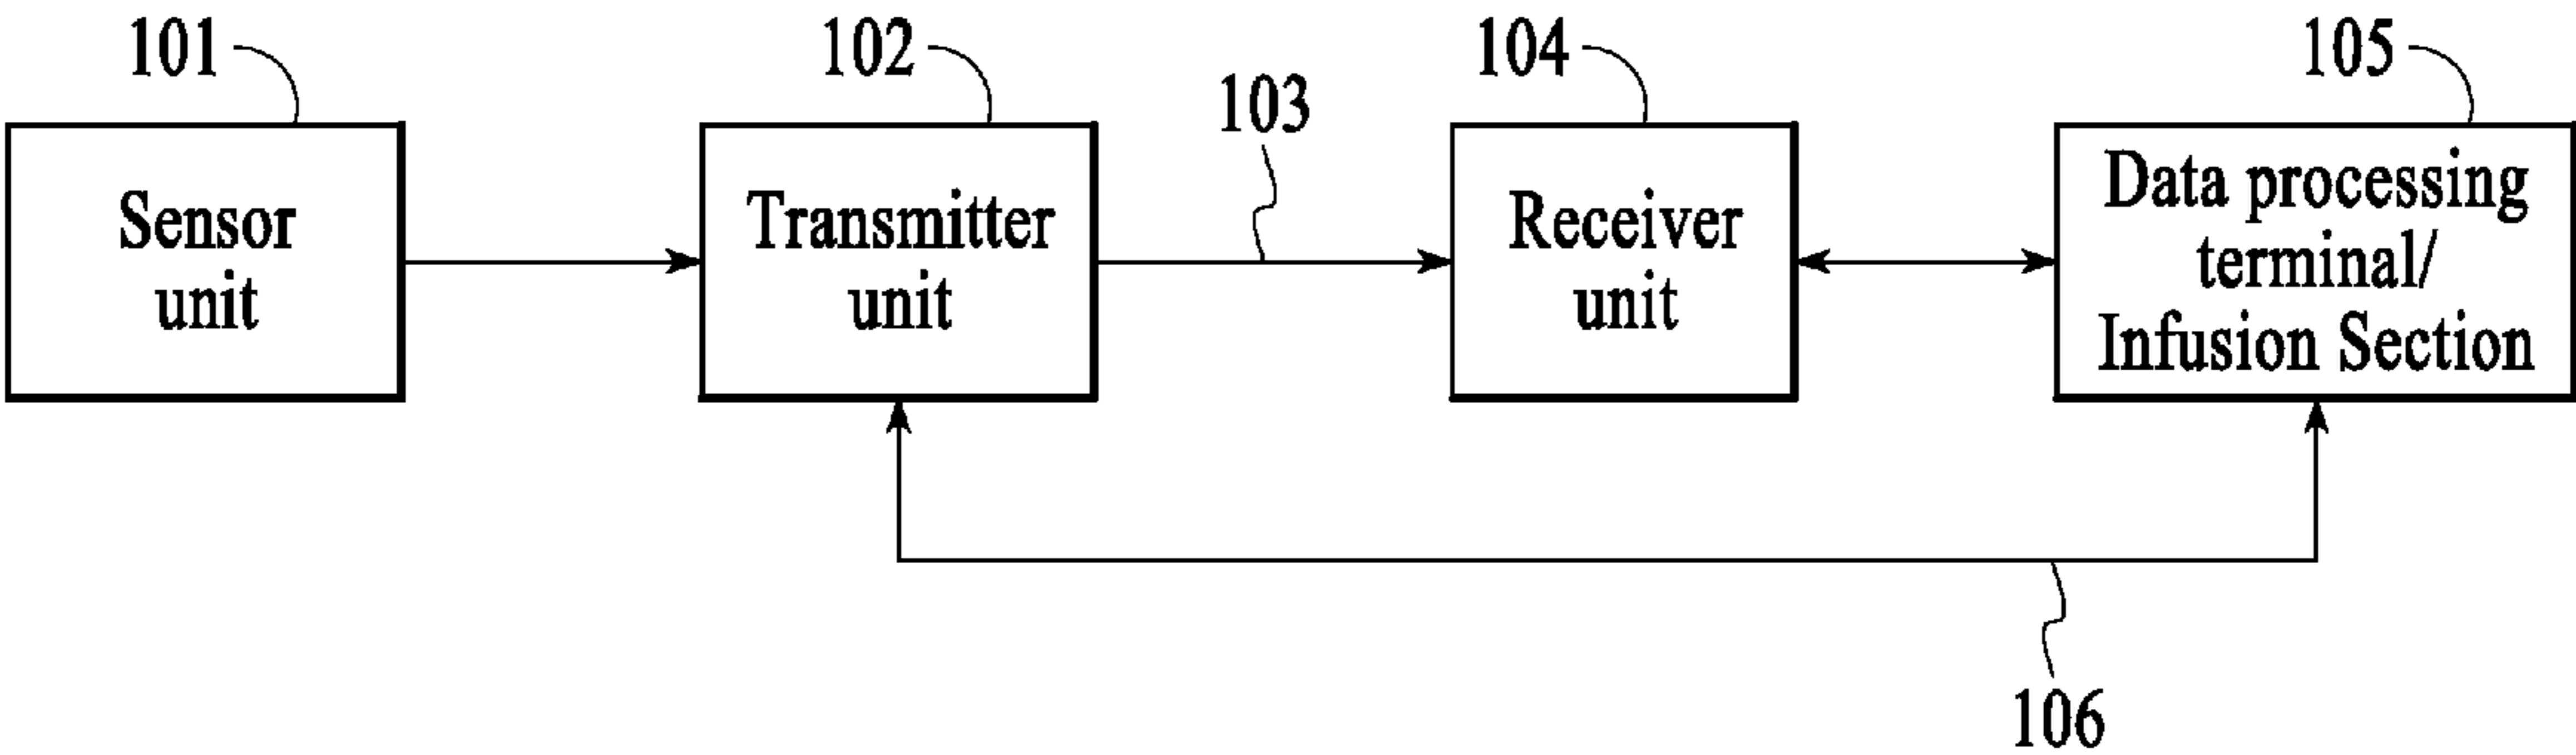 101
102
103
104
105
Sensor
unit
Transmitter
unit
Receiver
unit
Data processing
terminal/
Infusion Section
106